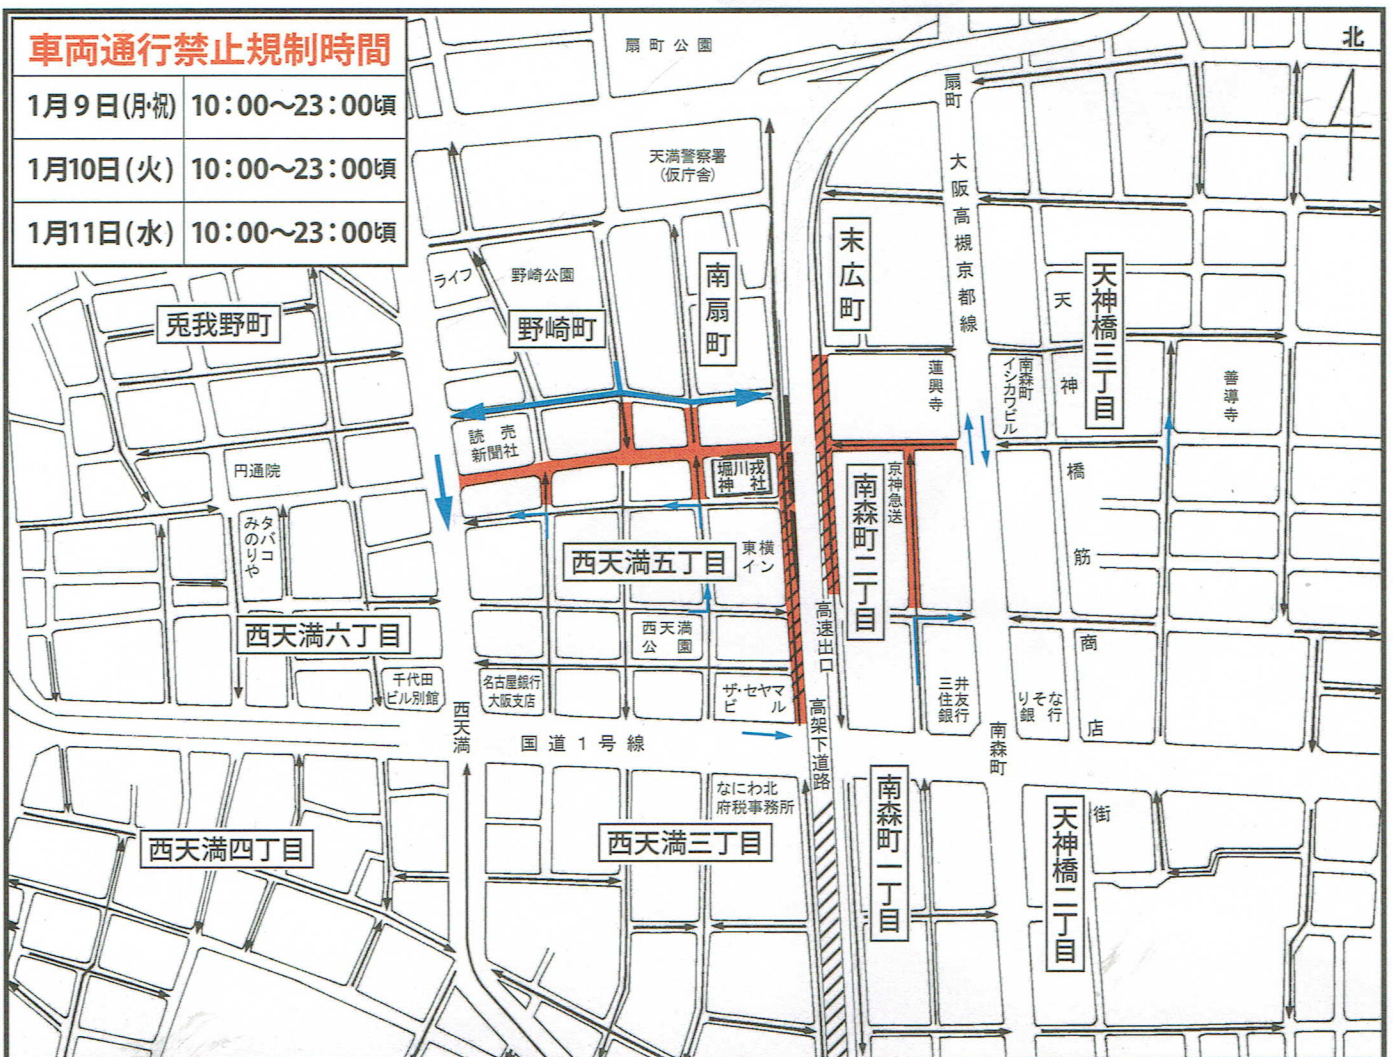 車両通行禁止規制時間
1月9日(月・祝) 10:00〜23:00頃
1月10日(火) 10:00〜23:00頃
1月11日(水) 10:00〜23:00頃
北
扇町公園
扇町
天満警察署
(仮庁舎)
大阪高槻京都線
ライフ
野崎公園
南扇町
末広町
天神橋三丁目
兎我野町
野崎町
蓮興寺
南森町
イシカワビル
善導寺
天神橋筋商店街
読売
新聞社
円通院
堀川戎
神社
京神急送
南森町二丁目
タバコ
みのりや
西天満五丁目
東横
イン
西天満六丁目
西天満
公園
高速出口
千代田
ビル別館
名古屋銀行
大阪支店
ザ・セヤマ
ビル
三井
住友
銀行
りそな
銀行
西天満
国道1号線
高架下道路
南森町
なにわ北
府税事務所
西天満四丁目
西天満三丁目
南森町一丁目
天神橋二丁目